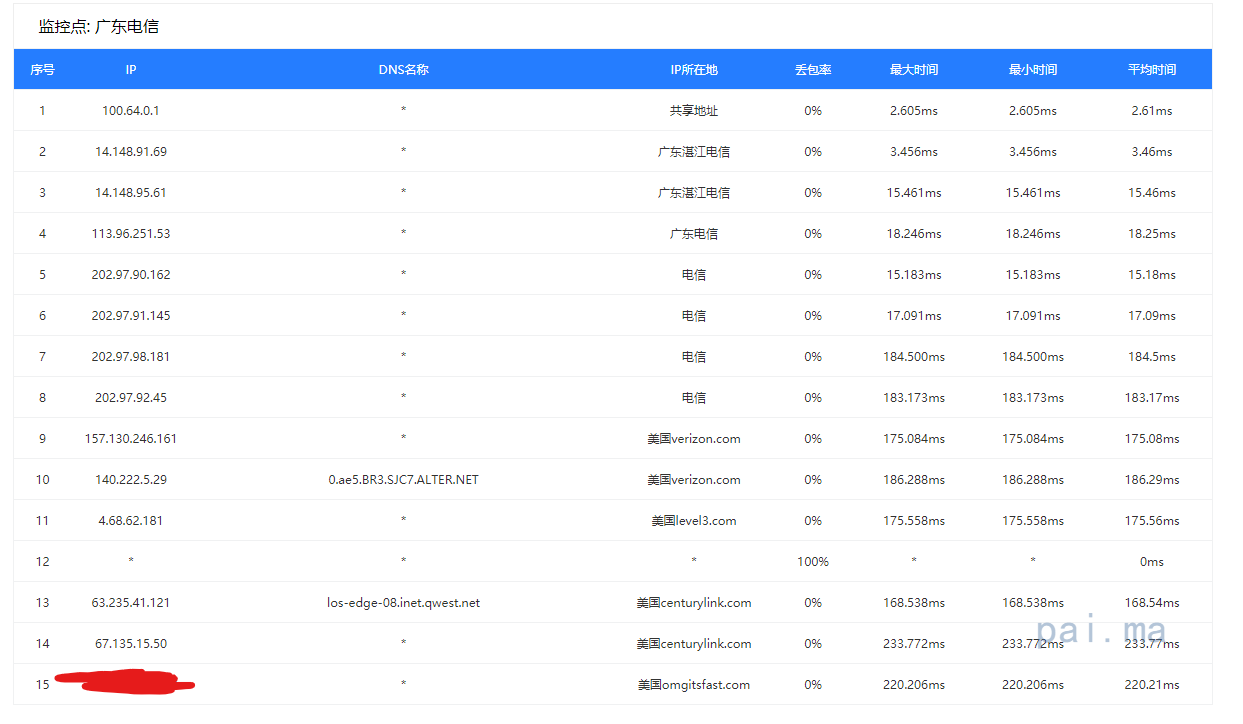 监控点: 广东电信
序号 IP DNS名称 IP所在地 丢包率 最大时间 最小时间 平均时间
1 100.64.0.1 * 共享地址 0% 2.605ms 2.605ms 2.61ms
2 14.148.91.69 * 广东湛江电信 0% 3.456ms 3.456ms 3.46ms
3 14.148.95.61 * 广东湛江电信 0% 15.461ms 15.461ms 15.46ms
4 113.96.251.53 * 广东电信 0% 18.246ms 18.246ms 18.25ms
5 202.97.90.162 * 电信 0% 15.183ms 15.183ms 15.18ms
6 202.97.91.145 * 电信 0% 17.091ms 17.091ms 17.09ms
7 202.97.98.181 * 电信 0% 184.500ms 184.500ms 184.5ms
8 202.97.92.45 * 电信 0% 183.173ms 183.173ms 183.17ms
9 157.130.246.161 * 美国verizon.com 0% 175.084ms 175.084ms 175.08ms
10 140.222.5.29 0.ae5.BR3.SJC7.ALTER.NET 美国verizon.com 0% 186.288ms 186.288ms 186.29ms
11 4.68.62.181 * 美国level3.com 0% 175.558ms 175.558ms 175.56ms
12 * * * 100% * * 0ms
13 63.235.41.121 los-edge-08.inet.qwest.net 美国centurylink.com 0% 168.538ms 168.538ms 168.54ms
14 67.135.15.50 * 美国centurylink.com 0% 233.772ms 233.772ms 233.77ms
pai.ma
15 * 美国omgitsfast.com 0% 220.206ms 220.206ms 220.21ms